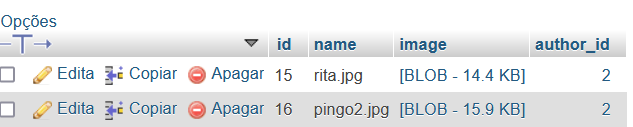 Opções
id name image author_id
Edita Copiar Apagar 15 rita.jpg [BLOB - 14.4 KB] 2
Edita Copiar Apagar 16 pingo2.jpg [BLOB - 15.9 KB] 2